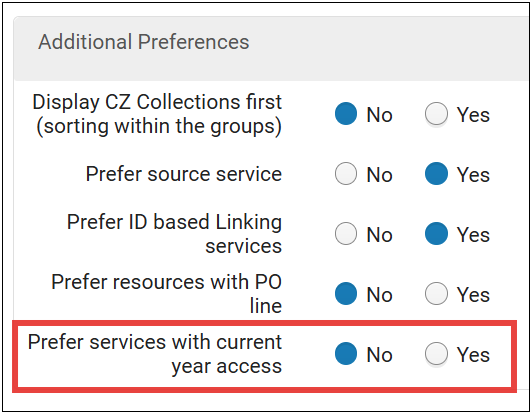 Additional Preferences
Display CZ Collections first
(sorting within the groups) No Yes
Prefer source service No Yes
Prefer ID based Linking
services No Yes
Prefer resources with PO
line No Yes
Prefer services with current
year access No Yes